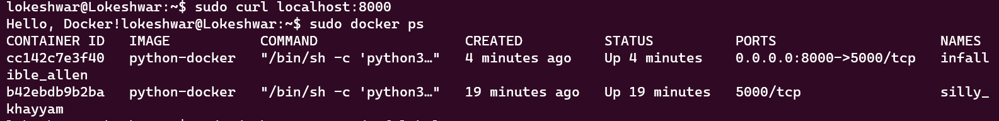 lokeshwar@Lokeshwar:~$ sudo curl localhost:8000
Hello, Docker!lokeshwar@Lokeshwar:~$ sudo docker ps
CONTAINER ID   IMAGE           COMMAND                  CREATED          STATUS          PORTS                    NAMES
cc142c7e3f40   python-docker   "/bin/sh -c 'python3…"   4 minutes ago    Up 4 minutes    0.0.0.0:8000->5000/tcp   infall
ible_allen
b42ebdb9b2ba   python-docker   "/bin/sh -c 'python3…"   19 minutes ago   Up 19 minutes   5000/tcp                 silly_
khayyam